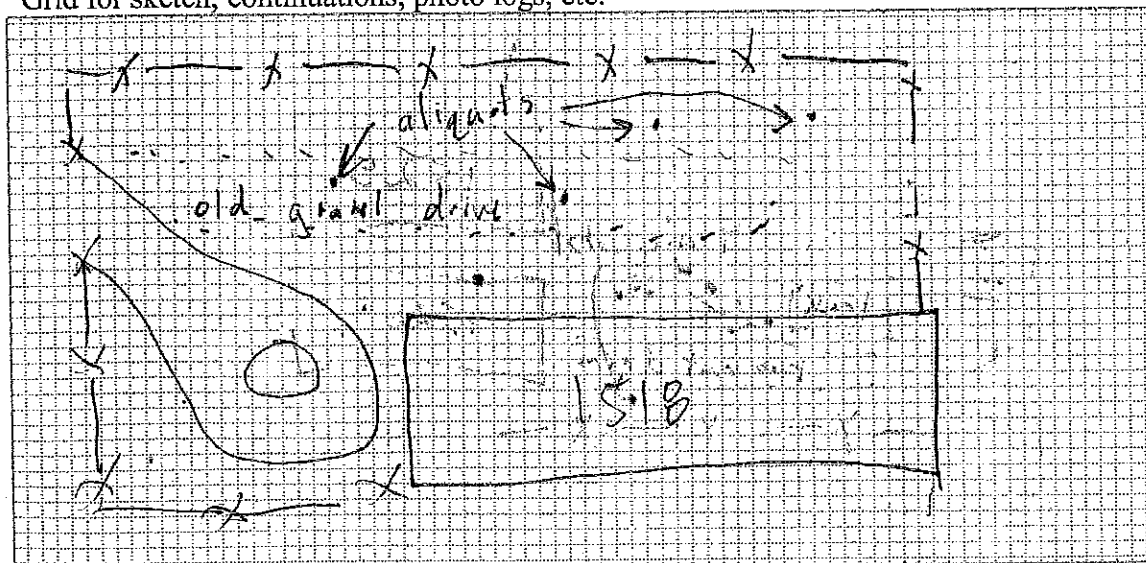 Grid for sketch, continuations, photo logs, etc.
aliquots
old gravel drive
1518